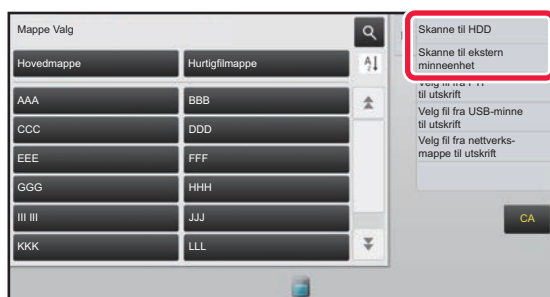 Mappe Valg
Hovedmappe
Hurtigfilmappe
AAA
BBB
CCC
DDD
EEE
FFF
GGG
HHH
III III
JJJ
KKK
LLL
Skanne til HDD
Skanne til ekstern
minneenhet
til utskrift
Velg fil fra USB-minne
til utskrift
Velg fil fra nettverks-
mappe til utskrift
CA